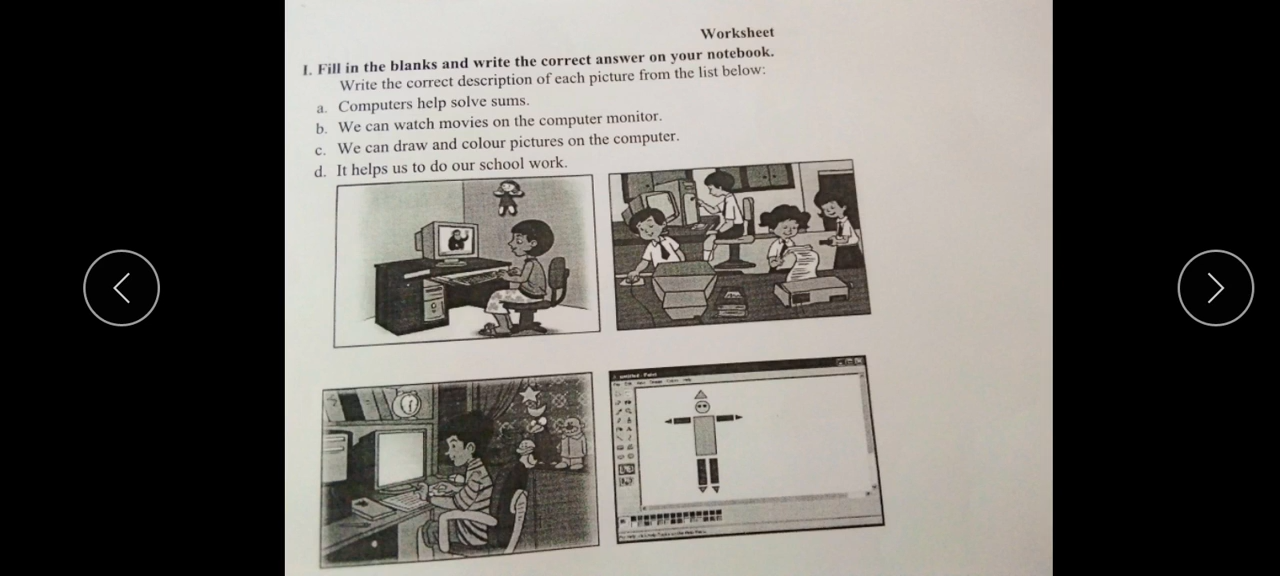 Worksheet
I. Fill in the blanks and write the correct answer on your notebook.
Write the correct description of each picture from the list below:
a. Computers help solve sums.
b. We can watch movies on the computer monitor.
c. We can draw and colour pictures on the computer.
d. It helps us to do our school work.
untitled - Paint